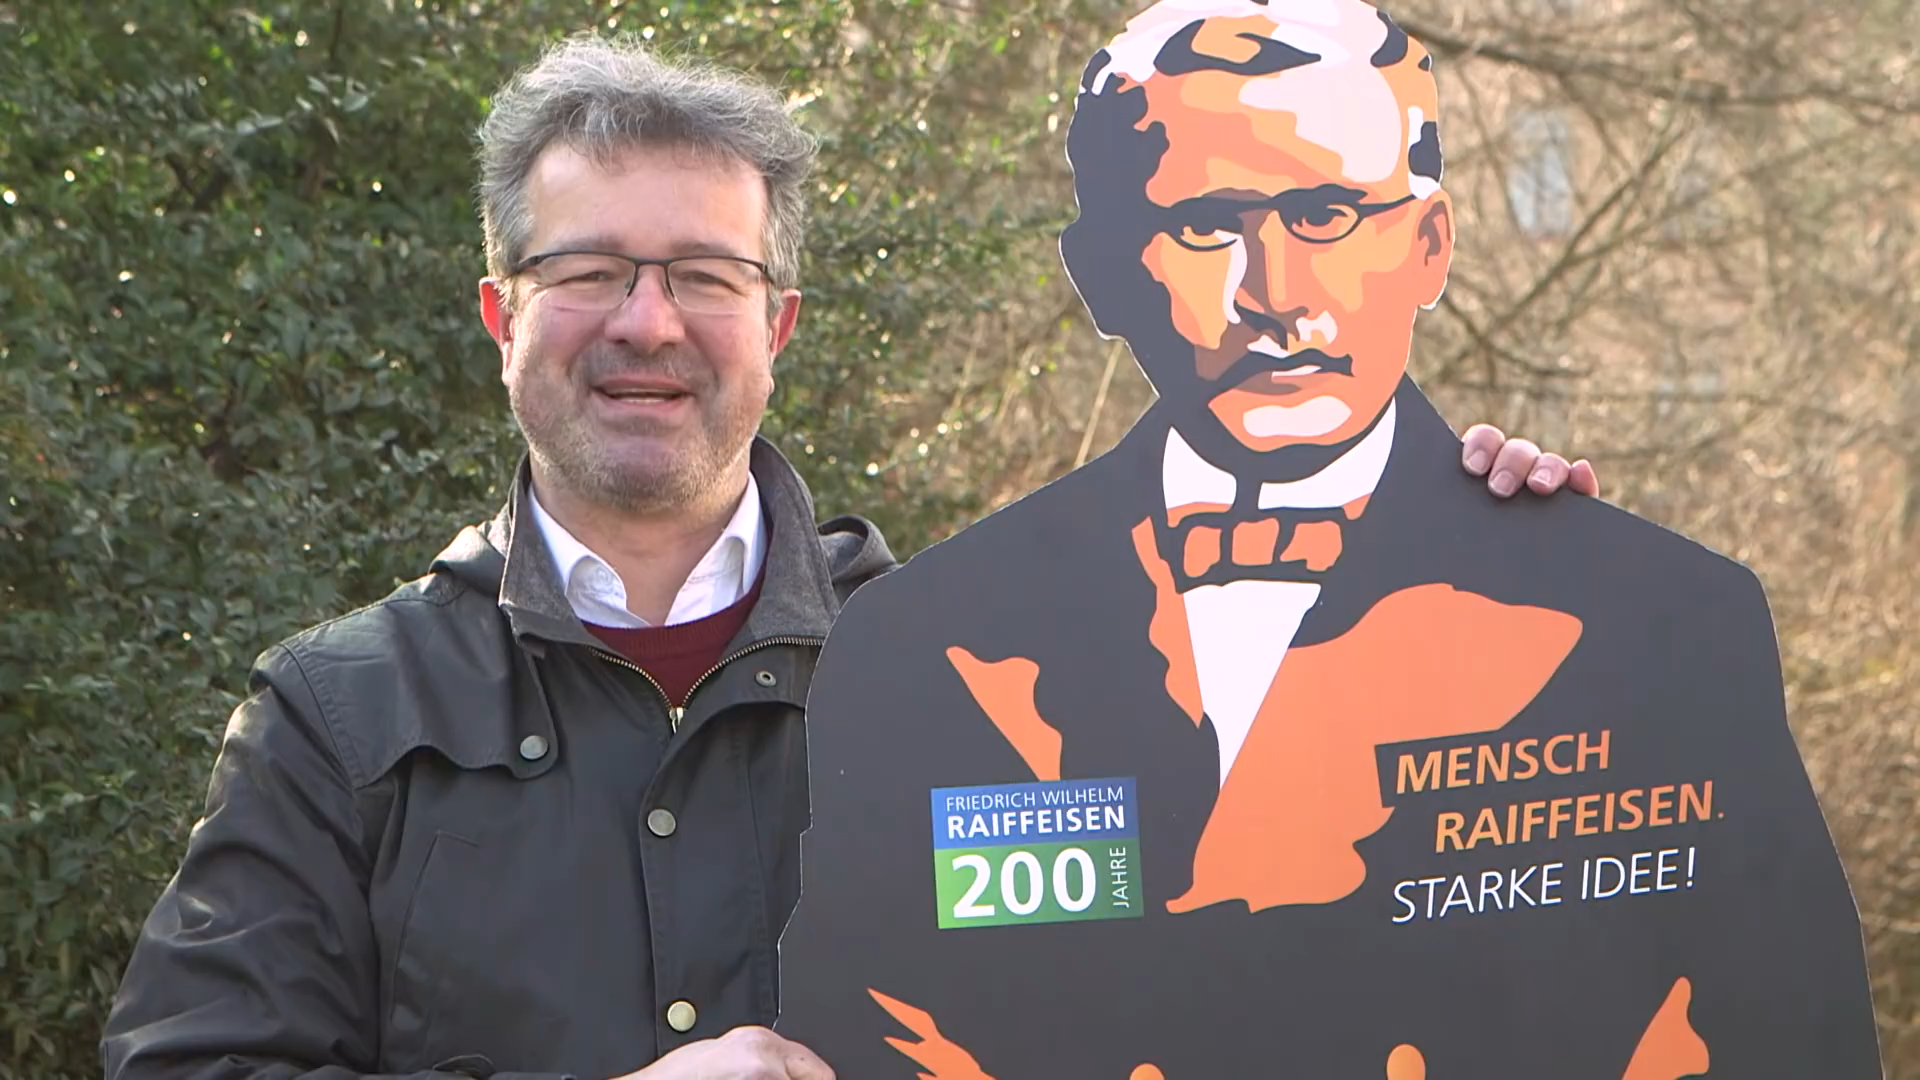 FRIEDRICH WILHELM
RAIFFEISEN
200
JAHRE
MENSCH
RAIFFEISEN.
STARKE IDEE!